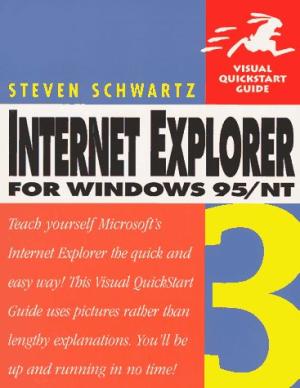 VISUAL
QUICKSTART
GUIDE
STEVEN SCHWARTZ
INTERNET EXPLORER
FOR WINDOWS 95/NT
3
Teach yourself Microsoft's
Internet Explorer the quick and
easy way! This Visual QuickStart
Guide uses pictures rather than
lengthy explanations. You'll be
up and running in no time!